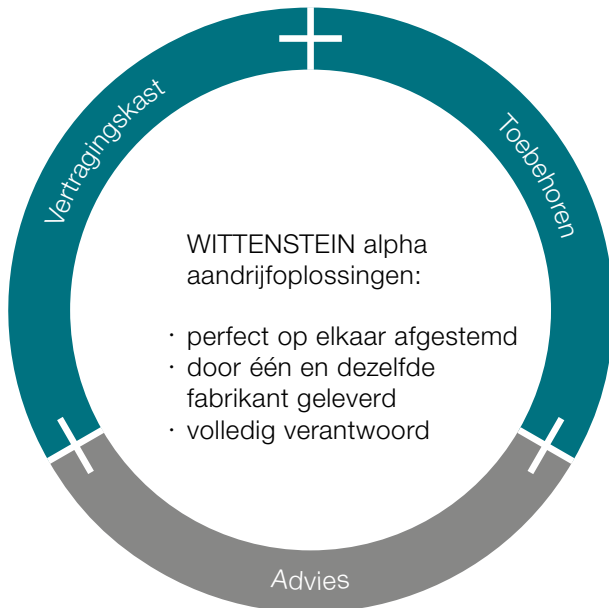 Vertragingskast
Toebehoren
WITTENSTEIN alpha
aandrijfoplossingen:
· perfect op elkaar afgestemd
· door één en dezelfde
fabrikant geleverd
· volledig verantwoord
Advies